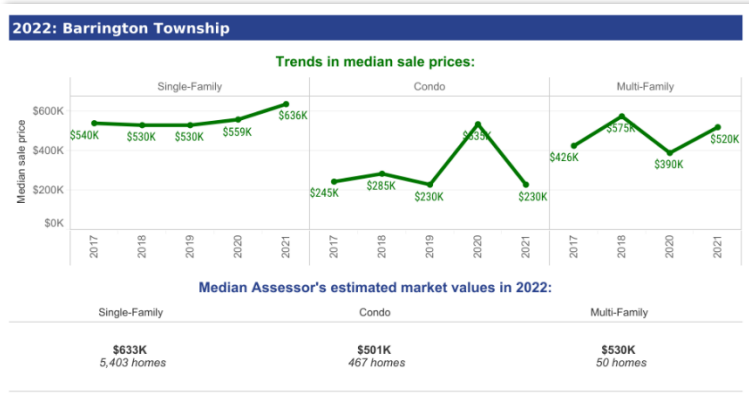 2022: Barrington Township
Trends in median sale prices:
Single-Family Condo Multi-Family
Median sale price
$600K
$400K
$200K
$0K
$540K $530K $530K $559K $636K
$245K $285K $230K $535K $230K
$426K $575K $390K $520K
2017 2018 2019 2020 2021 2017 2018 2019 2020 2021 2017 2018 2019 2020 2021
Median Assessor's estimated market values in 2022:
Single-Family Condo Multi-Family
$633K $501K $530K
5,403 homes 467 homes 50 homes